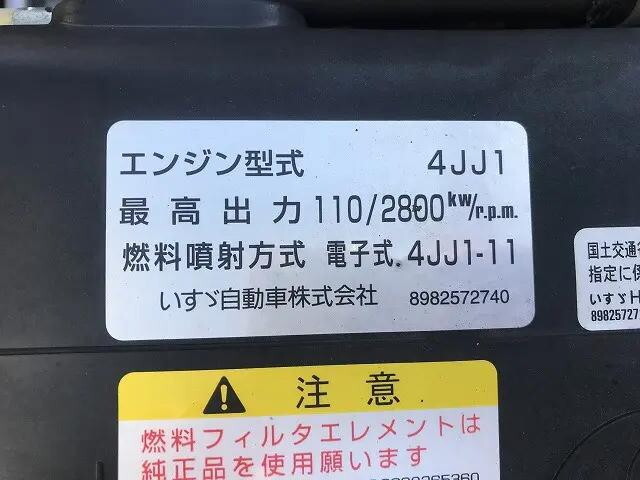 エンジン型式 4JJ1
最高出力 110/2800 kw/r.p.m.
燃料噴射方式 電子式 4JJ1-11
いすゞ自動車株式会社 8982572740
国土交通
指定に
いすゞH
8982572
注意
燃料フィルタエレメントは
純正品を使用願います